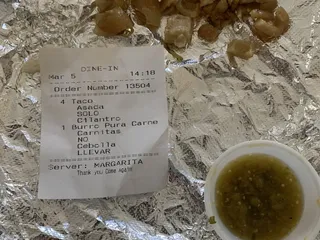 DINE-IN
Mar 5 14:18
Order Number 13504
4 Taco
Asada
SOLO
Cilantro
1 Burro Pura Carne
Carnitas
NO
Cebolla
LLEVAR
Server: MARGARITA
Thank you Come Again!